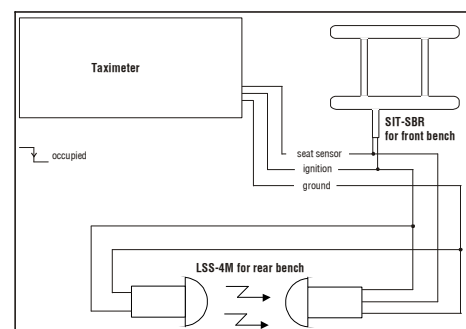 Taximeter
SIT-SBR
for front bench
occupied
seat sensor
ignition
ground
LSS-4M for rear bench